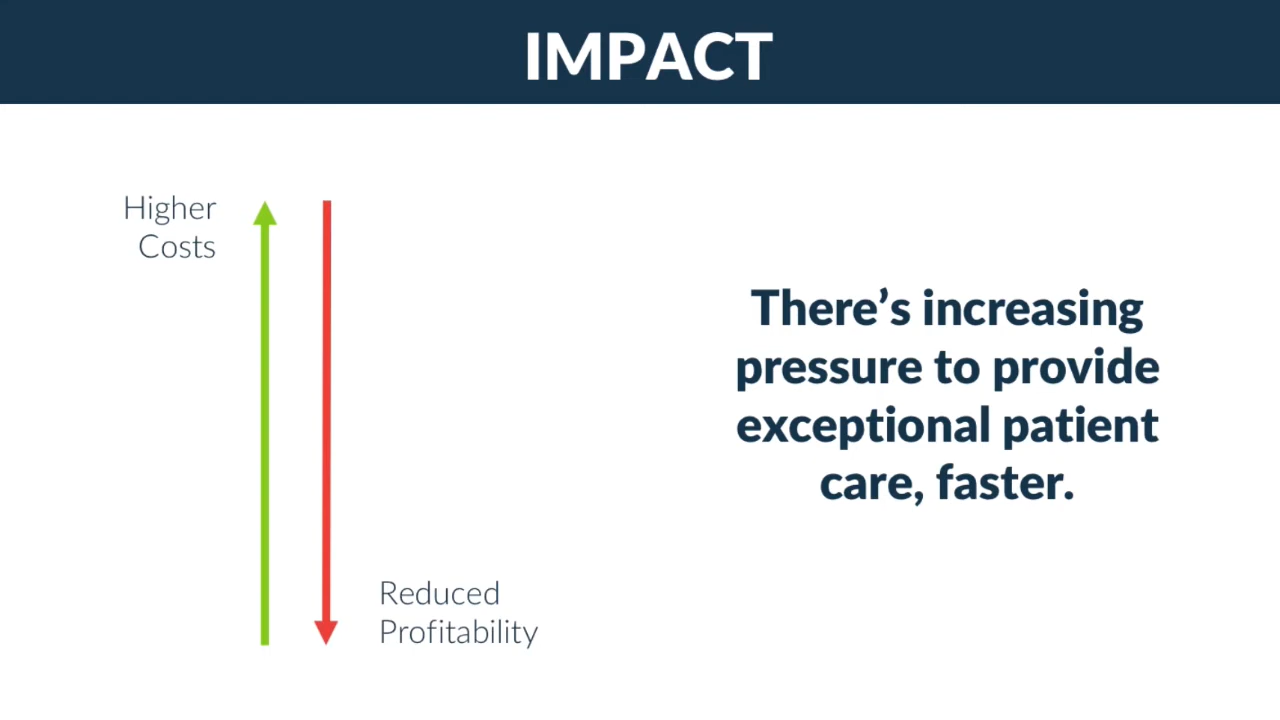 IMPACT
Higher
Costs
There’s increasing
pressure to provide
exceptional patient
care, faster.
Reduced
Profitability